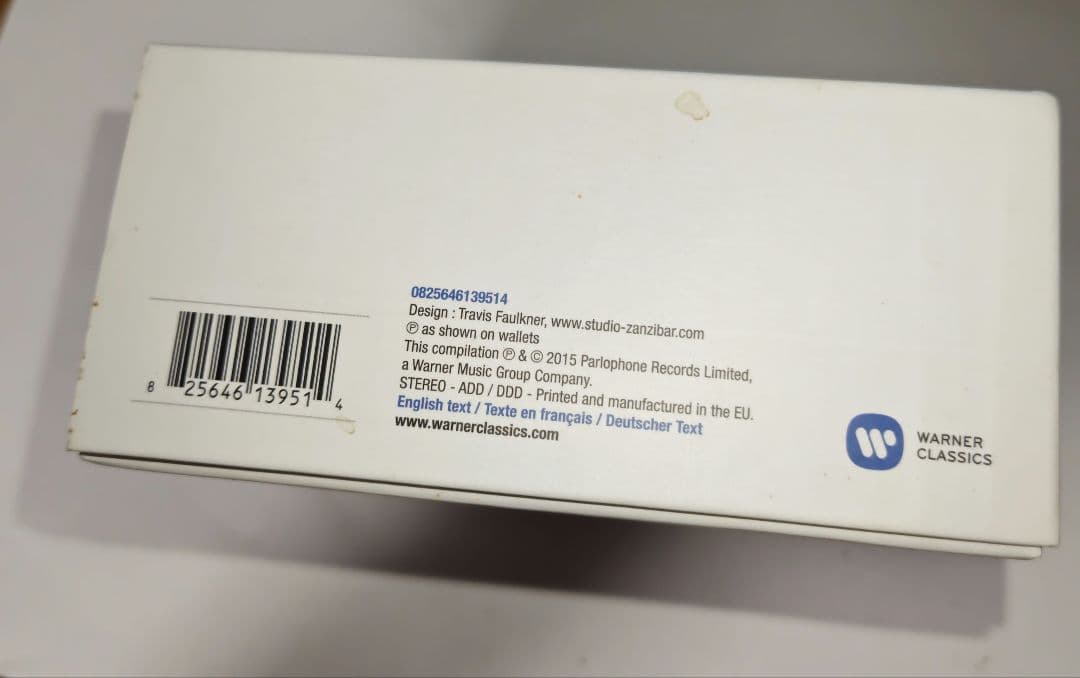 8 25646 13951 4
0825646139514
Design : Travis Faulkner, www.studio-zanzibar.com
℗ as shown on wallets
This compilation ℗ & © 2015 Parlophone Records Limited,
a Warner Music Group Company.
STEREO - ADD / DDD - Printed and manufactured in the EU.
English text / Texte en français / Deutscher Text
www.warnerclassics.com
WARNER
CLASSICS